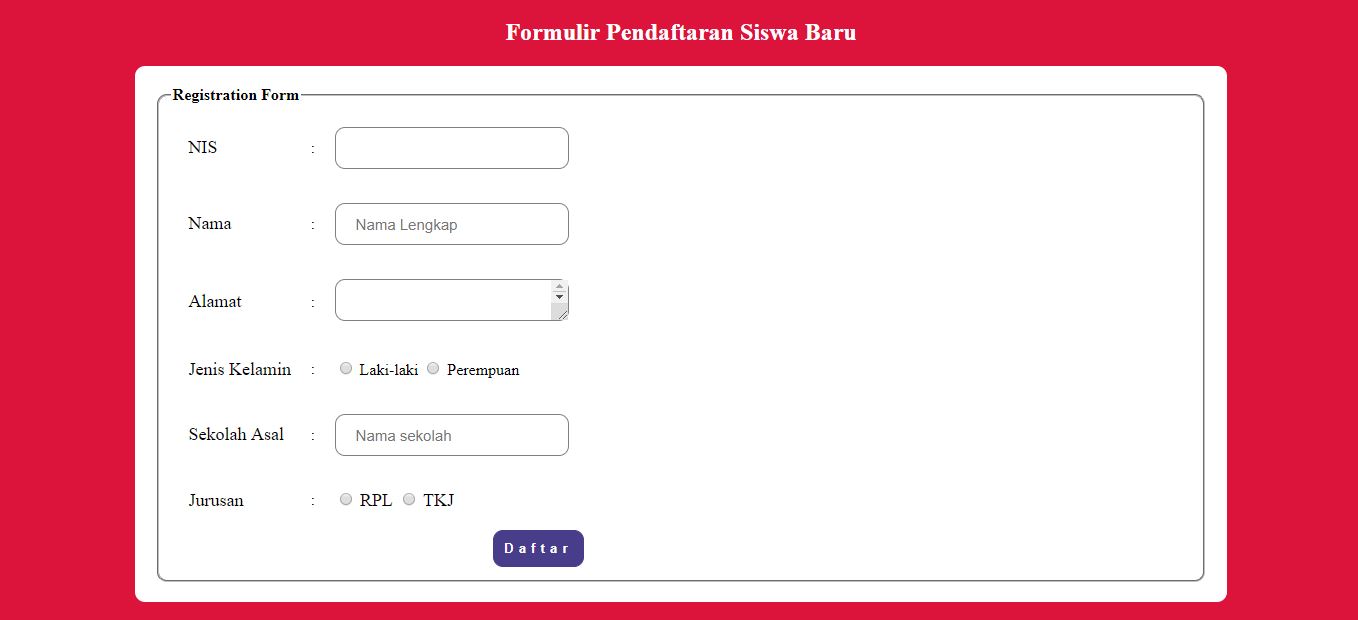 Formulir Pendaftaran Siswa Baru
Registration Form
NIS :
Nama : Nama Lengkap
Alamat :
Jenis Kelamin : Laki-laki Perempuan
Sekolah Asal : Nama sekolah
Jurusan : RPL TKJ
Daftar